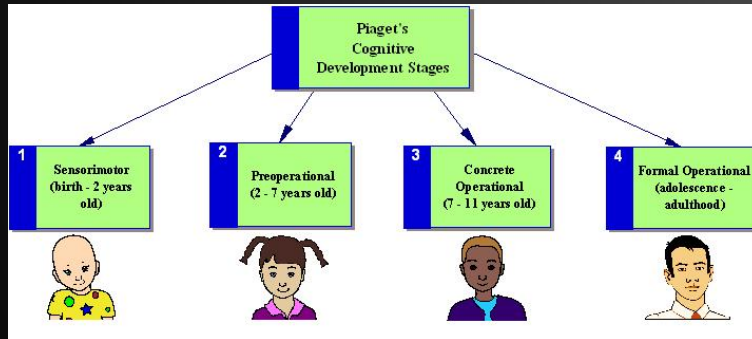 Piaget's
Cognitive
Development Stages
1
Sensorimotor
(birth - 2 years
old)
2
Preoperational
(2 - 7 years old)
3
Concrete
Operational
(7 - 11 years old)
4
Formal Operational
(adolescence -
adulthood)